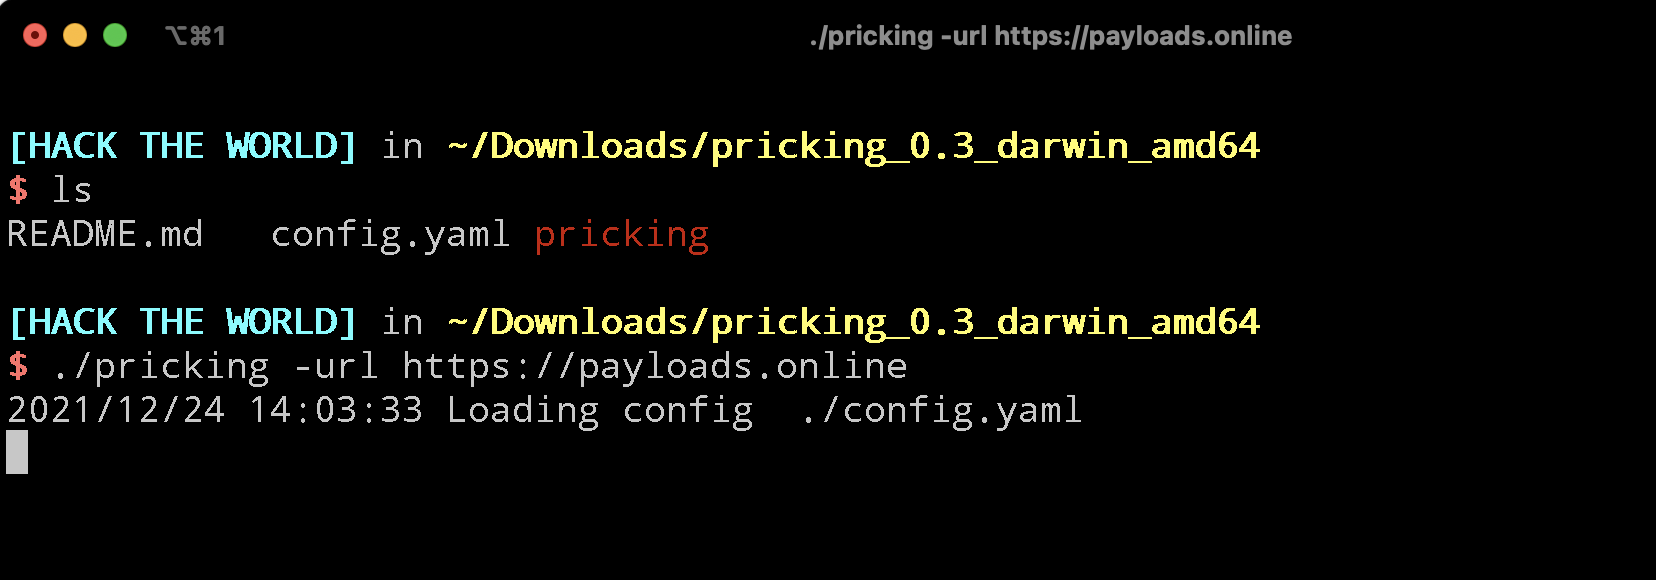 ⌥⌘1 ./pricking -url https://payloads.online
[HACK THE WORLD] in ~/Downloads/pricking_0.3_darwin_amd64
$ ls
README.md config.yaml pricking
[HACK THE WORLD] in ~/Downloads/pricking_0.3_darwin_amd64
$ ./pricking -url https://payloads.online
2021/12/24 14:03:33 Loading config ./config.yaml